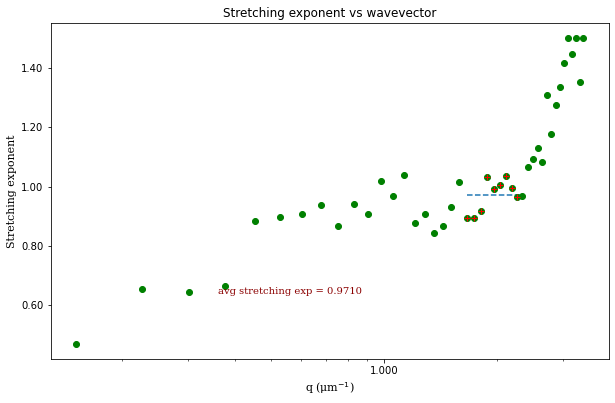 Stretching exponent vs wavevector
Stretching exponent
1.40
1.20
1.00
0.80
0.60
avg stretching exp = 0.9710
1.000
q (μm⁻¹)